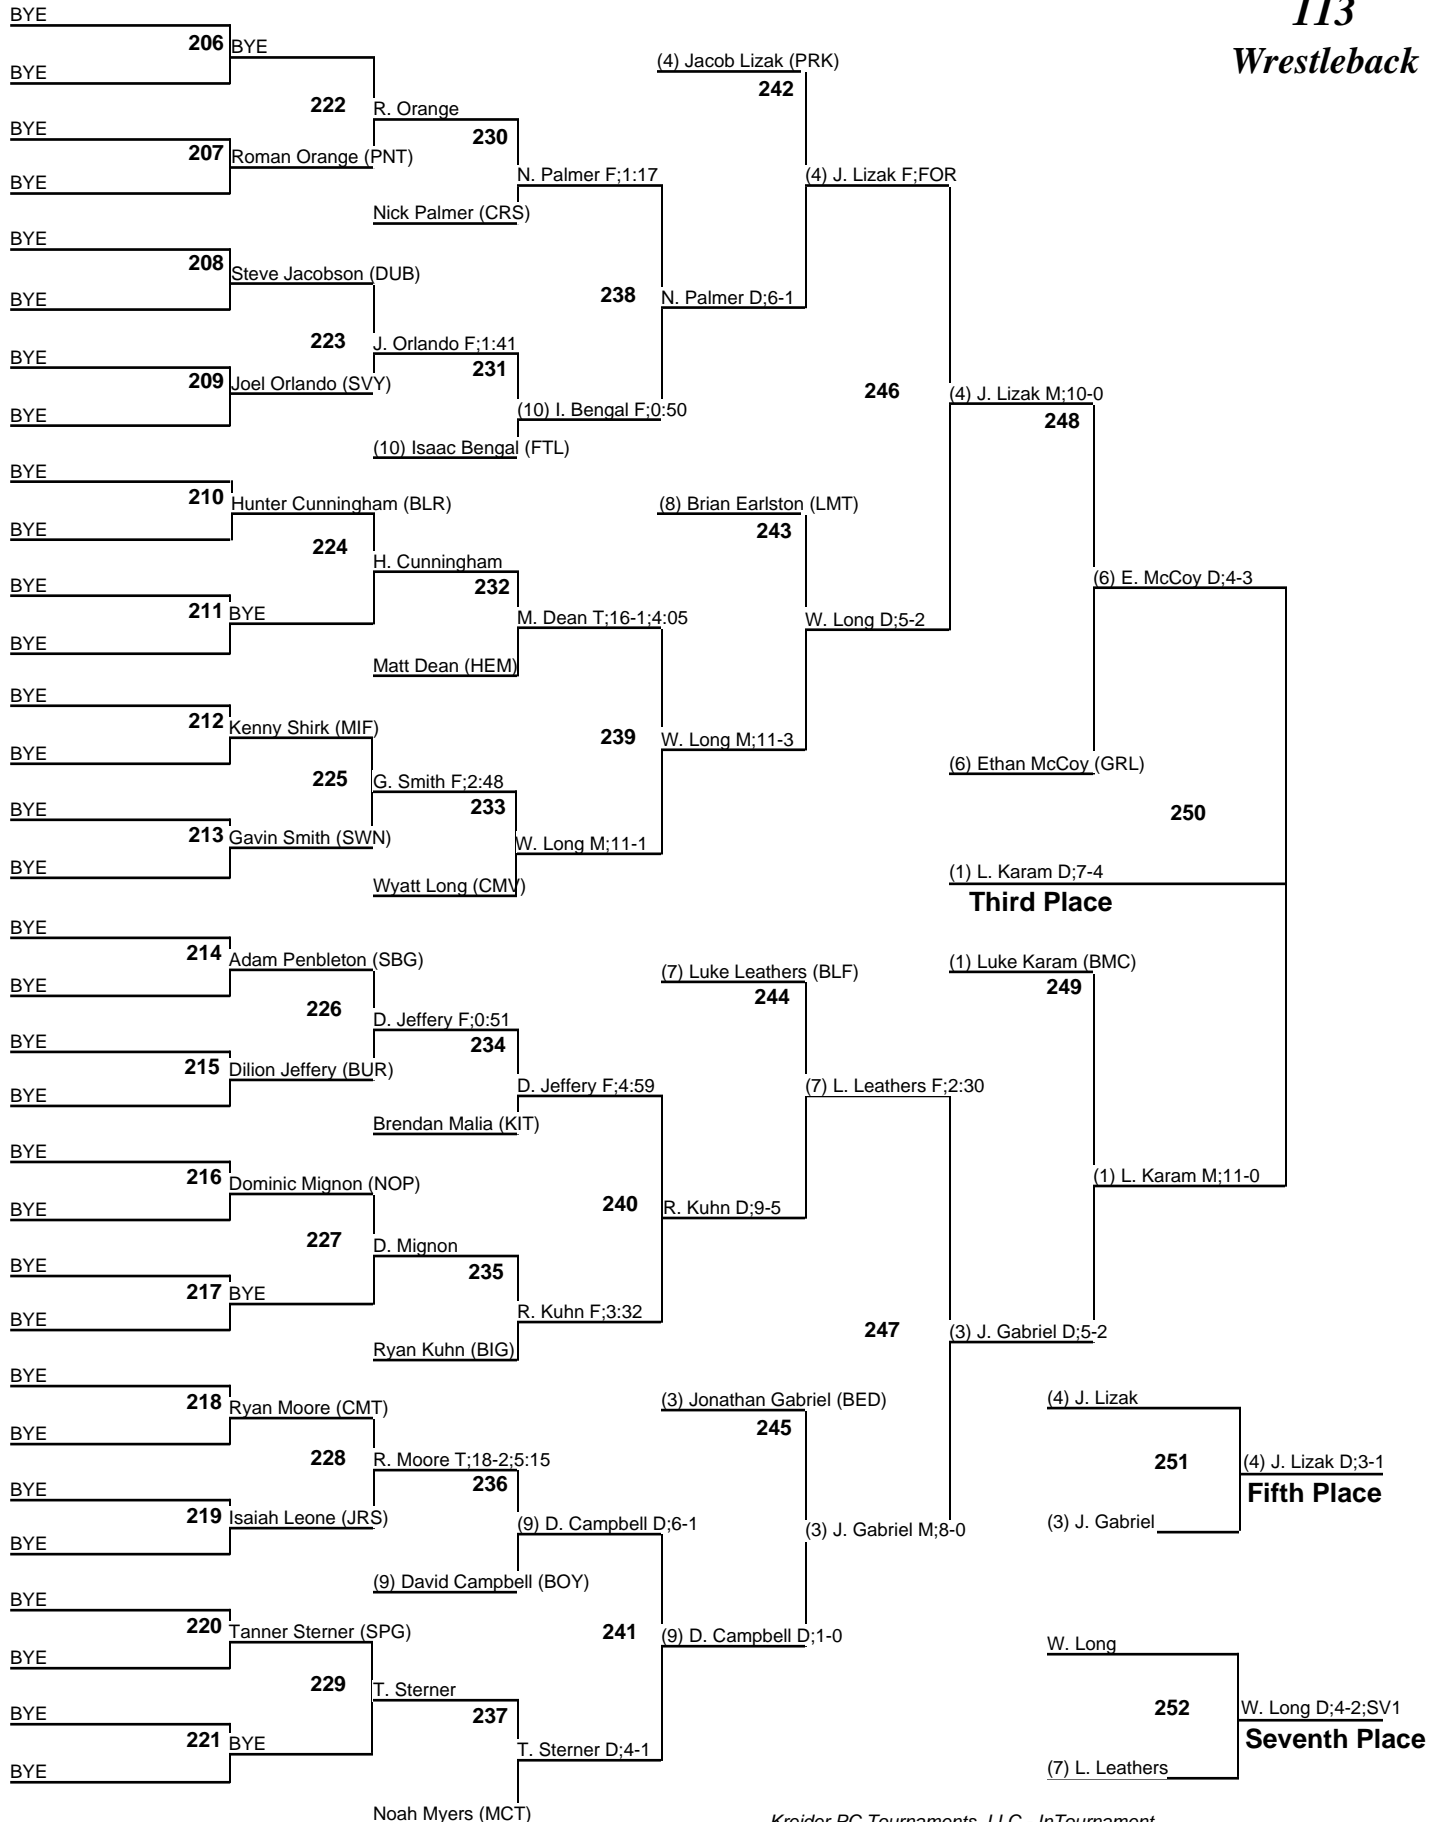 113
Wrestleback
BYE
206 BYE
BYE
(4) Jacob Lizak (PRK)
242
222 R. Orange
BYE
230
207 Roman Orange (PNT)
BYE
N. Palmer F;1:17
(4) J. Lizak F;FOR
Nick Palmer (CRS)
BYE
208 Steve Jacobson (DUB)
BYE
238 N. Palmer D;6-1
223 J. Orlando F;1:41
BYE
231
209 Joel Orlando (SVY)
BYE
(10) I. Bengal F;0:50
246 (4) J. Lizak M;10-0
248
(10) Isaac Bengal (FTL)
BYE
210 Hunter Cunningham (BLR)
BYE
(8) Brian Earlston (LMT)
243
224 H. Cunningham
BYE
232
211 BYE
BYE
M. Dean T;16-1;4:05
W. Long D;5-2
(6) E. McCoy D;4-3
Matt Dean (HEM)
BYE
212 Kenny Shirk (MIF)
BYE
239 W. Long M;11-3
(6) Ethan McCoy (GRL)
225 G. Smith F;2:48
BYE
233
213 Gavin Smith (SWN)
BYE
W. Long M;11-1
250
Wyatt Long (CMV)
(1) L. Karam D;7-4
Third Place
BYE
214 Adam Penbleton (SBG)
BYE
(7) Luke Leathers (BLF)
244
(1) Luke Karam (BMC)
249
226 D. Jeffery F;0:51
BYE
234
215 Dilion Jeffery (BUR)
BYE
D. Jeffery F;4:59
(7) L. Leathers F;2:30
Brendan Malia (KIT)
BYE
216 Dominic Mignon (NOP)
BYE
240 R. Kuhn D;9-5
(1) L. Karam M;11-0
227 D. Mignon
BYE
235
217 BYE
BYE
R. Kuhn F;3:32
247 (3) J. Gabriel D;5-2
Ryan Kuhn (BIG)
BYE
218 Ryan Moore (CMT)
BYE
(3) Jonathan Gabriel (BED)
245
(4) J. Lizak
228 R. Moore T;18-2;5:15
BYE
236
251 (4) J. Lizak D;3-1
Fifth Place
219 Isaiah Leone (JRS)
BYE
(9) D. Campbell D;6-1
(3) J. Gabriel M;8-0
(3) J. Gabriel
(9) David Campbell (BOY)
BYE
220 Tanner Sterner (SPG)
BYE
241 (9) D. Campbell D;1-0
W. Long
229 T. Sterner
BYE
237
252 W. Long D;4-2;SV1
Seventh Place
221 BYE
BYE
T. Sterner D;4-1
(7) L. Leathers
Noah Myers (MCT)
Kreider PC Tournaments, LLC - InTournament